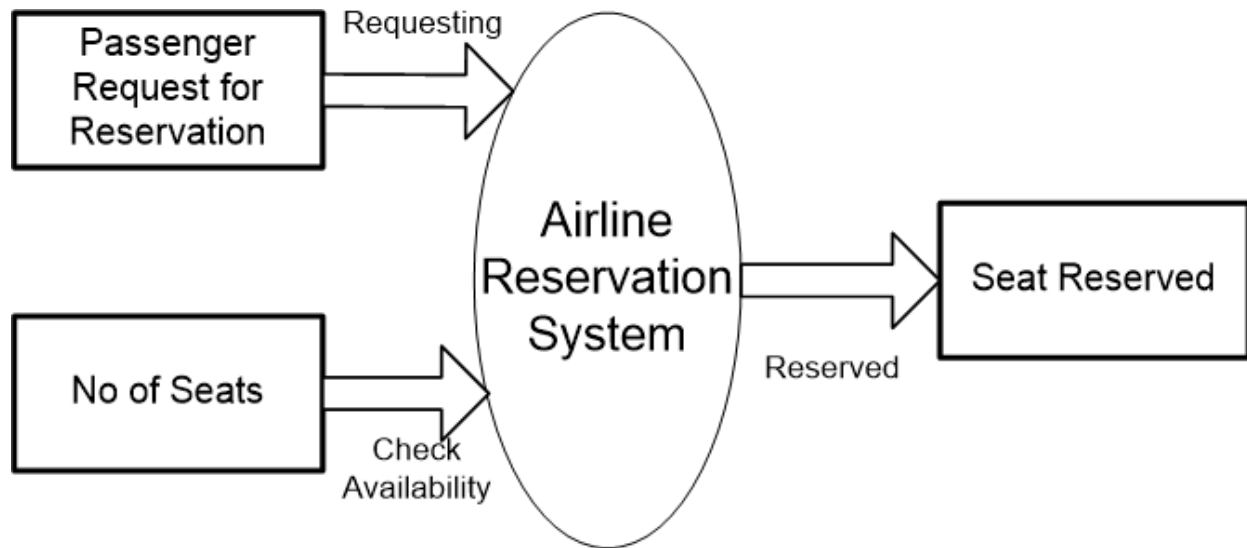 Passenger
Request for
Reservation
Requesting
No of Seats
Check
Availability
Airline
Reservation
System
Reserved
Seat Reserved